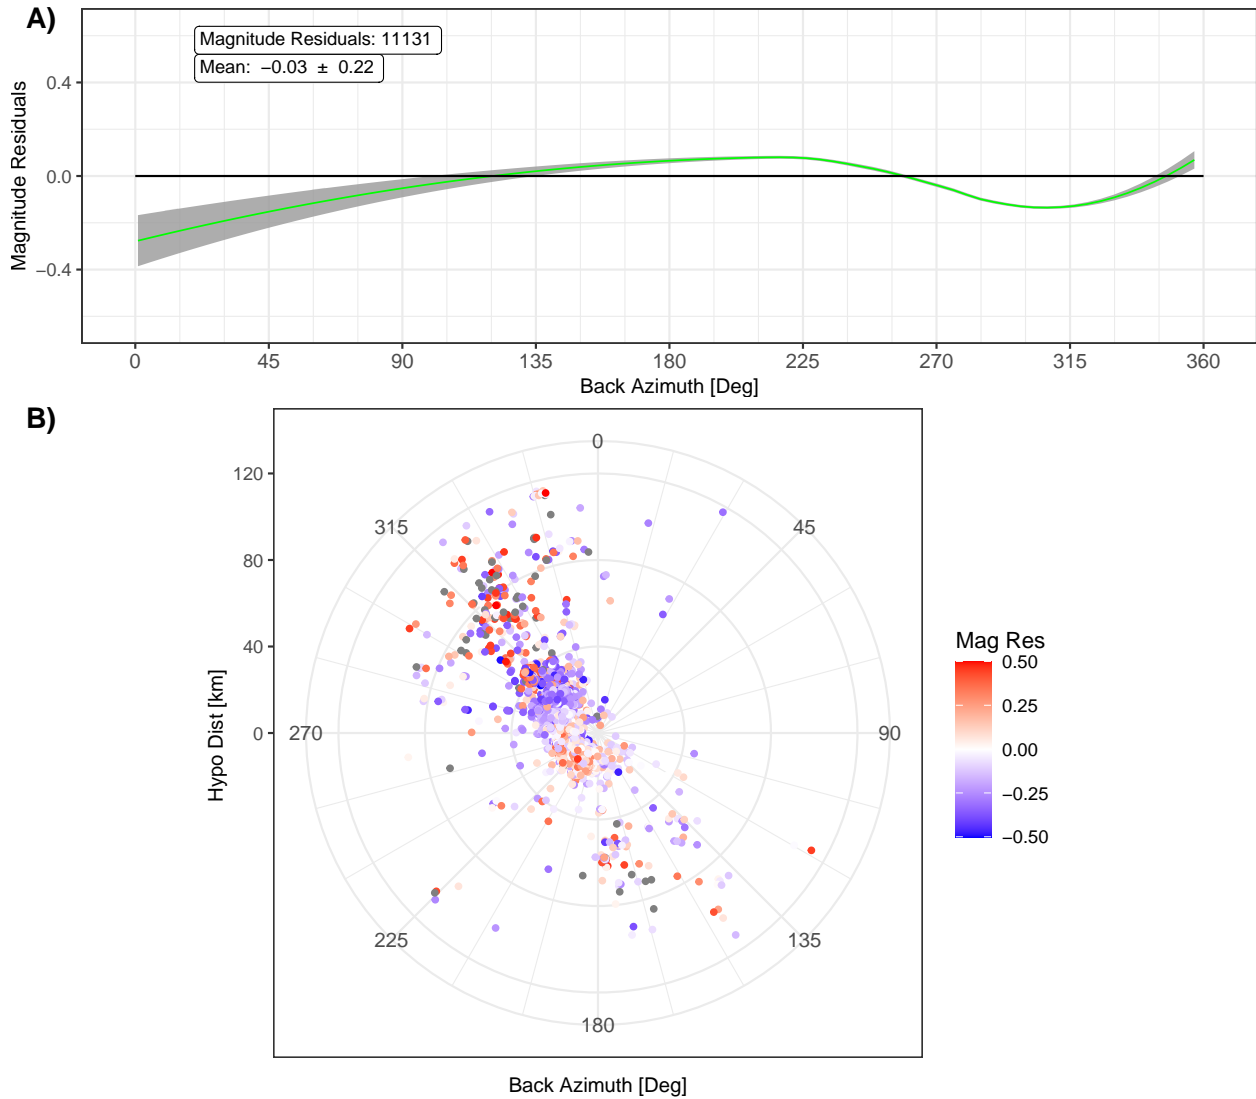 A)
Magnitude Residuals: 11131
Mean: −0.03 ± 0.22
Magnitude Residuals
0.4
0.0
−0.4
0 45 90 135 180 225 270 315 360
Back Azimuth [Deg]
B)
Hypo Dist [km]
120
80
40
0
0
45
90
135
180
225
270
315
Back Azimuth [Deg]
Mag Res
0.50
0.25
0.00
−0.25
−0.50